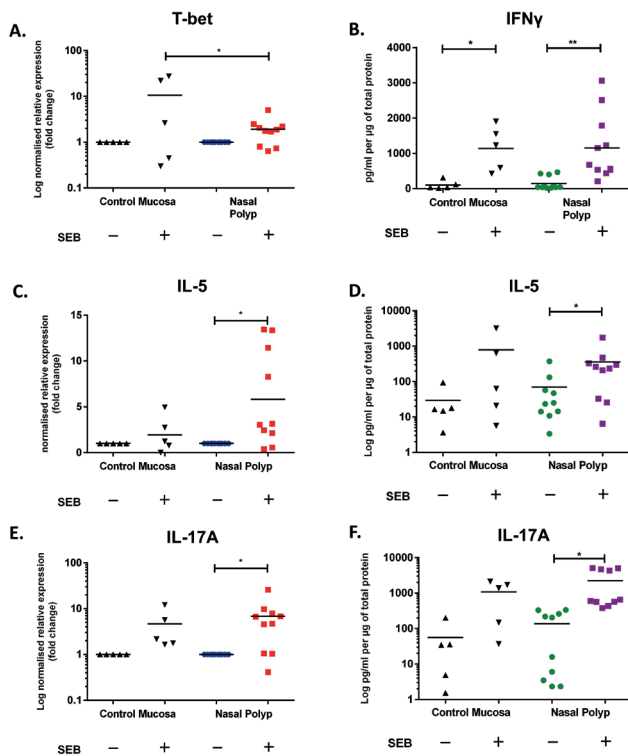 T-bet
A.
*
Log normalised relative expression
(fold change)
100
10
1
0.1
Control Mucosa
Nasal
Polyp
SEB
— + — +
IFNγ
B.
*
**
pg/ml per µg of total protein
4000
3000
2000
1000
0
Control Mucosa
Nasal
Polyp
SEB
— + — +
IL-5
C.
*
normalised relative expression
(fold change)
15
10
5
0
Control Mucosa
Nasal Polyp
SEB
— + — +
IL-5
D.
*
Log pg/ml per µg of total protein
10000
1000
100
10
1
Control Mucosa
Nasal Polyp
SEB
— + — +
IL-17A
E.
*
Log normalised relative expression
(fold change)
100
10
1
0.1
Control Mucosa
Nasal Polyp
SEB
— + — +
IL-17A
F.
*
Log pg/ml per µg of total protein
10000
1000
100
10
1
Control Mucosa
Nasal Polyp
SEB
— + — +